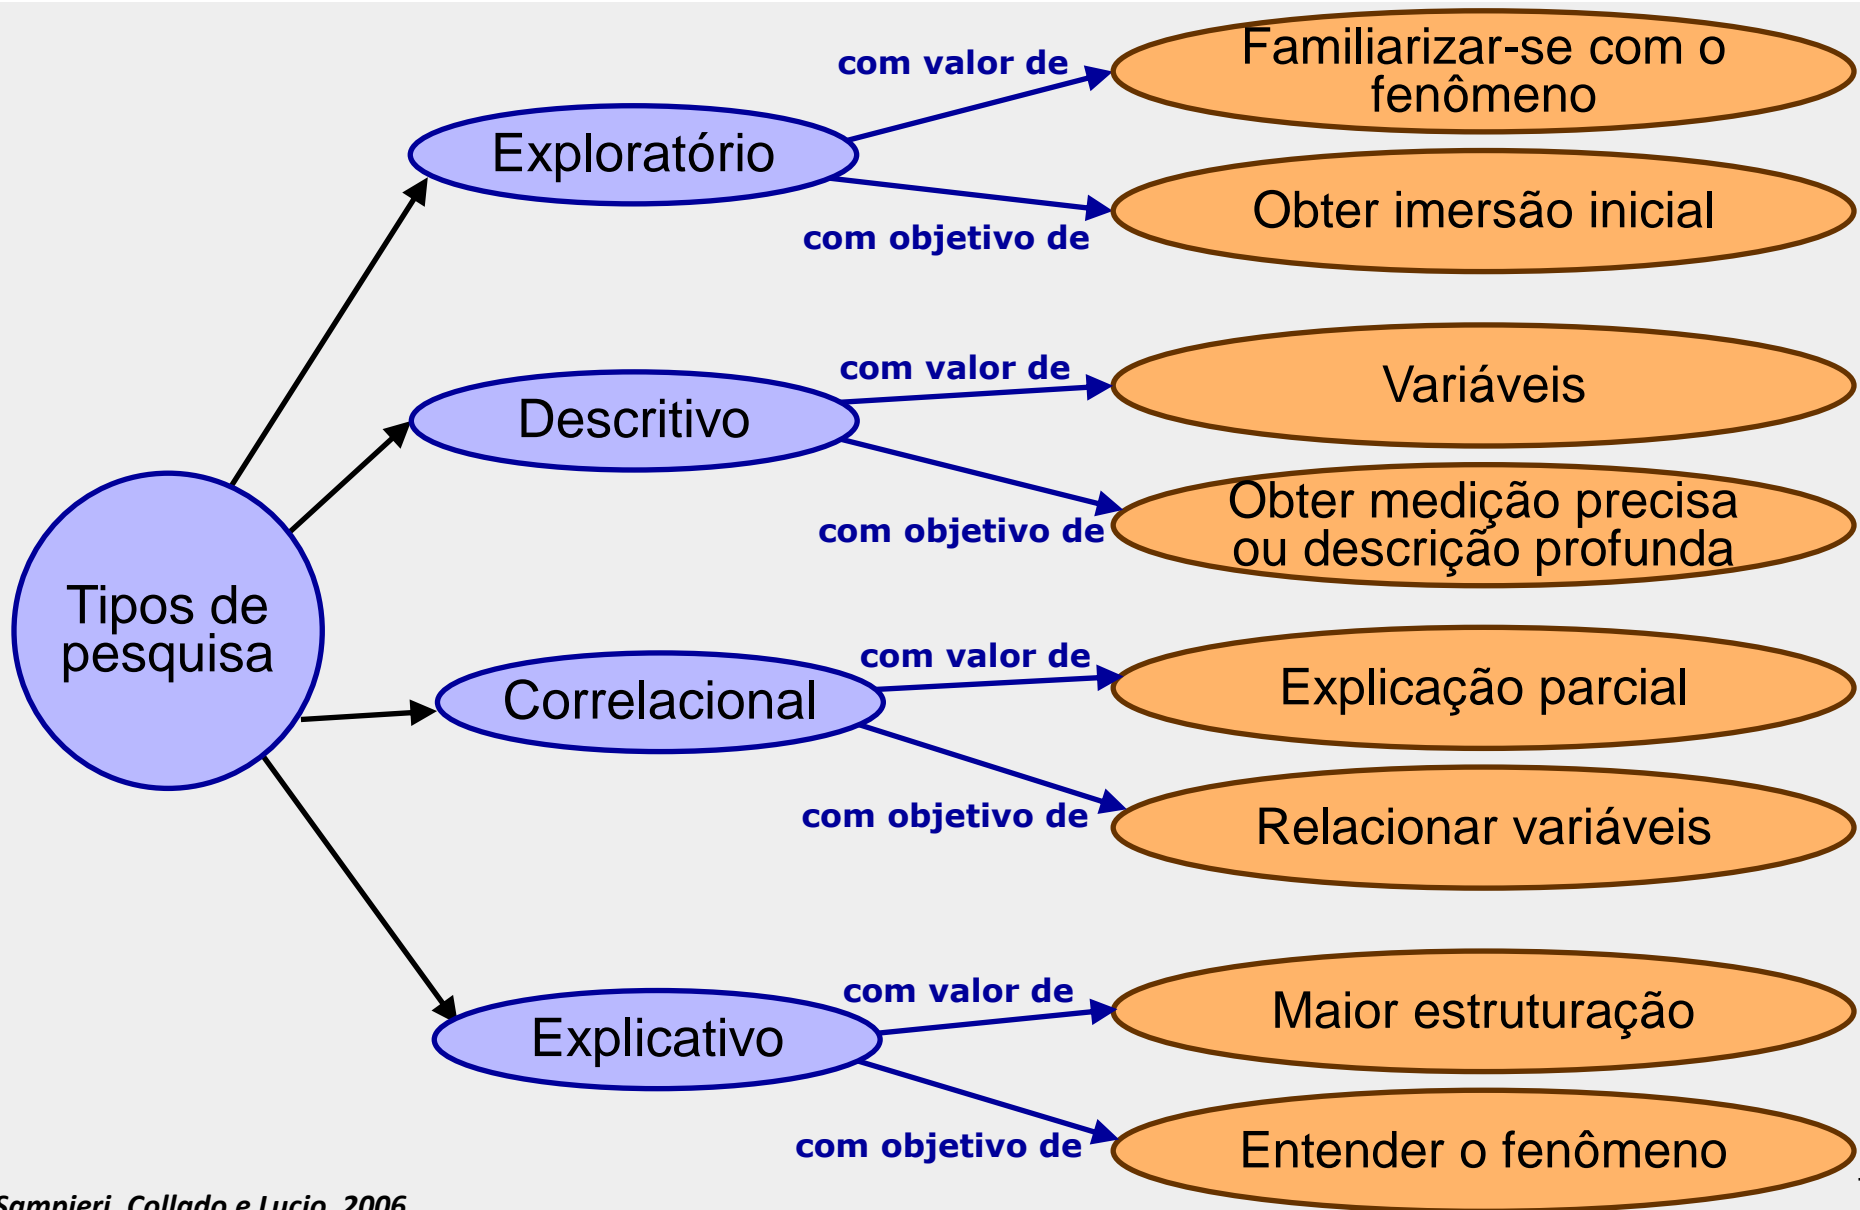 com valor de
Familiarizar-se com o
fenômeno
Exploratório
Obter imersão inicial
com objetivo de
com valor de
Variáveis
Descritivo
Obter medição precisa
ou descrição profunda
com objetivo de
Tipos de
pesquisa
com valor de
Explicação parcial
Correlacional
com objetivo de
Relacionar variáveis
com valor de
Maior estruturação
Explicativo
com objetivo de
Entender o fenômeno
Sampieri, Collado e Lucio, 2006